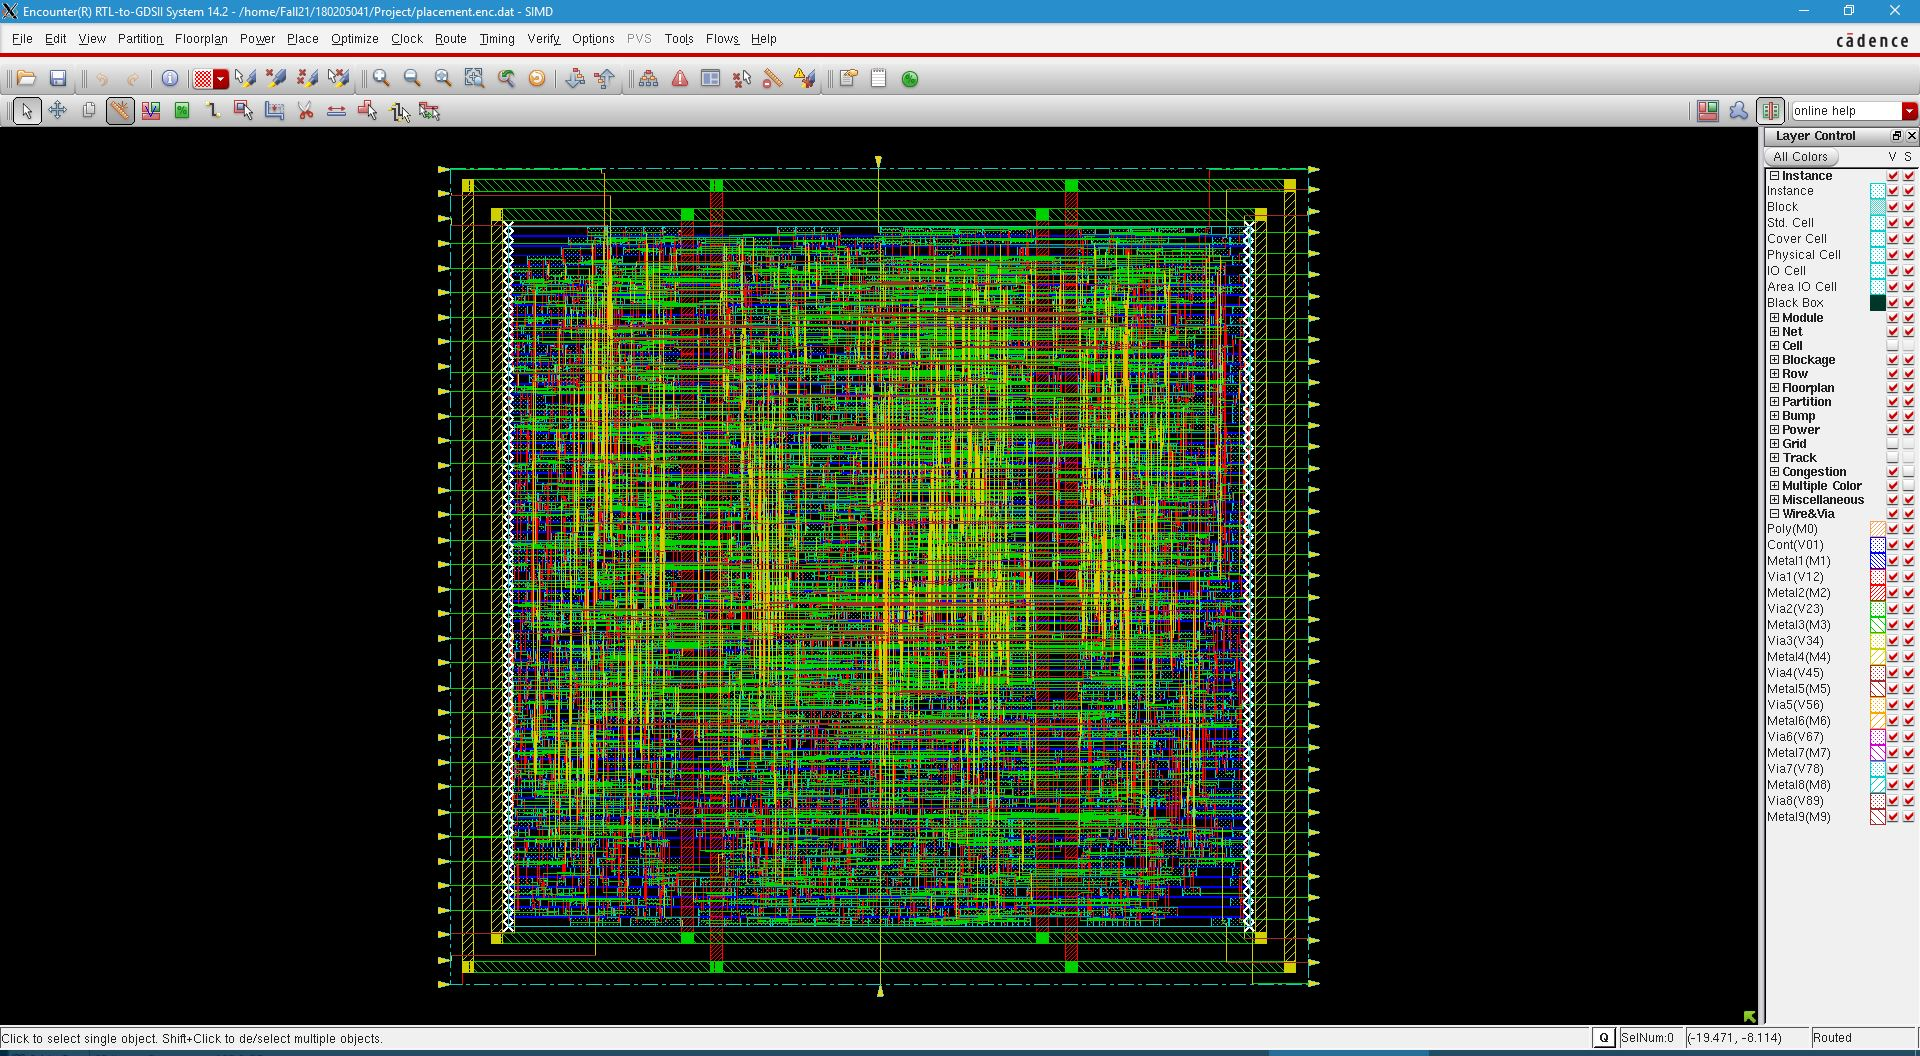 Encounter(R) RTL-to-GDSII System 14.2 - /home/Fall21/180205041/Project/placement.enc.dat - SIMD
File Edit View Partition Floorplan Power Place Optimize Clock Route Timing Verify Options PVS Tools Flows Help
cādence
online help
Layer Control
All Colors V S
Instance
Instance
Block
Std. Cell
Cover Cell
Physical Cell
IO Cell
Area IO Cell
Black Box
Module
Net
Cell
Blockage
Row
Floorplan
Partition
Bump
Power
Grid
Track
Congestion
Multiple Color
Miscellaneous
Wire&Via
Poly(M0)
Cont(V01)
Metal1(M1)
Via1(V12)
Metal2(M2)
Via2(V23)
Metal3(M3)
Via3(V34)
Metal4(M4)
Via4(V45)
Metal5(M5)
Via5(V56)
Metal6(M6)
Via6(V67)
Metal7(M7)
Via7(V78)
Metal8(M8)
Via8(V89)
Metal9(M9)
Click to select single object. Shift+Click to de/select multiple objects. Q SelNum:0 (-19.471, -8.114) Routed